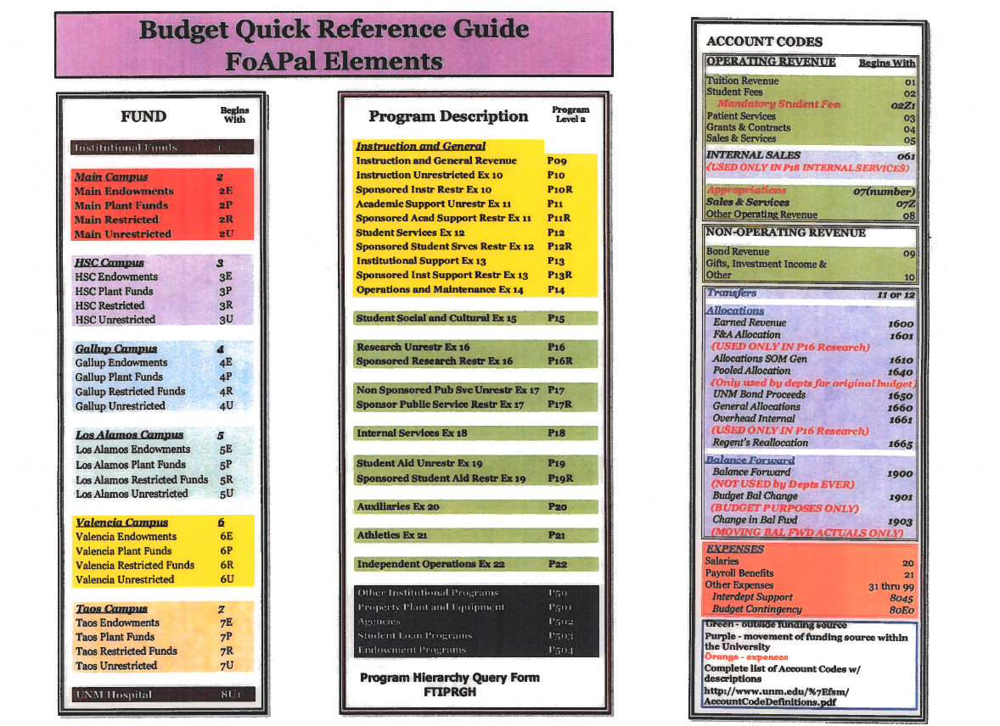 Budget Quick Reference Guide
FoAPal Elements
FUND Begins With
Institutional Funds 1
Main Campus 2
Main Endowments 2E
Main Plant Funds 2P
Main Restricted 2R
Main Unrestricted 2U
HSC Campus 3
HSC Endowments 3E
HSC Plant Funds 3P
HSC Restricted 3R
HSC Unrestricted 3U
Gallup Campus 4
Gallup Endowments 4E
Gallup Plant Funds 4P
Gallup Restricted Funds 4R
Gallup Unrestricted 4U
Los Alamos Campus 5
Los Alamos Endowments 5E
Los Alamos Plant Funds 5P
Los Alamos Restricted Funds 5R
Los Alamos Unrestricted 5U
Valencia Campus 6
Valencia Endowments 6E
Valencia Plant Funds 6P
Valencia Restricted Funds 6R
Valencia Unrestricted 6U
Taos Campus 7
Taos Endowments 7E
Taos Plant Funds 7P
Taos Restricted Funds 7R
Taos Unrestricted 7U
UNM Hospital 8U1
Program Description Program Level 2
Instruction and General
Instruction and General Revenue P09
Instruction Unrestricted Ex 10 P10
Sponsored Instr Restr Ex 10 P10R
Academic Support Unrestr Ex 11 P11
Sponsored Acad Support Restr Ex 11 P11R
Student Services Ex 12 P12
Sponsored Student Srvcs Restr Ex 12 P12R
Institutional Support Ex 13 P13
Sponsored Inst Support Restr Ex 13 P13R
Operations and Maintenance Ex 14 P14
Student Social and Cultural Ex 15 P15
Research Unrestr Ex 16 P16
Sponsored Research Restr Ex 16 P16R
Non Sponsored Pub Svc Unrestr Ex 17 P17
Sponsor Public Service Restr Ex 17 P17R
Internal Services Ex 18 P18
Student Aid Unrestr Ex 19 P19
Sponsored Student Aid Restr Ex 19 P19R
Auxiliaries Ex 20 P20
Athletics Ex 21 P21
Independent Operations Ex 22 P22
Other Institutional Programs P50
Property Plant and Equipment P501
Agencies P502
Student Loan Programs P503
Endowment Programs P504
Program Hierarchy Query Form
FTIPRGH
ACCOUNT CODES
OPERATING REVENUE Begins With
Tuition Revenue 01
Student Fees 02
Mandatory Student Fees 02Z1
Patient Services 03
Grants & Contracts 04
Sales & Services 05
INTERNAL SALES 061
(USED ONLY IN P18 INTERNAL SERVICES)
Appropriations 07(number)
Sales & Services 07Z
Other Operating Revenue 08
NON-OPERATING REVENUE
Bond Revenue 09
Gifts, Investment Income &
Other 10
Transfers 11 or 12
Allocations
Earned Revenue 1600
F&A Allocation 1601
(USED ONLY IN P16 Research)
Allocations SOM Gen 1610
Pooled Allocation 1640
(Only used by depts for original budget)
UNM Bond Proceeds 1650
General Allocations 1660
Overhead Internal 1661
(USED ONLY IN P16 Research)
Regent's Reallocation 1665
Balance Forward
Balance Forward 1900
(NOT USED by Depts EVER)
Budget Bal Change 1901
(BUDGET PURPOSES ONLY)
Change in Bal Fwd 1903
(MOVING BAL FWD ACTUALS ONLY)
EXPENSES
Salaries 20
Payroll Benefits 21
Other Expenses 31 thru 99
Interdept Support 8045
Budget Contingency 80E0
Green - outside funding source
Purple - movement of funding source within
the University
Orange - expenses
Complete list of Account Codes w/
descriptions
http://www.unm.edu/%7Efsm/
AccountCodeDefinitions.pdf